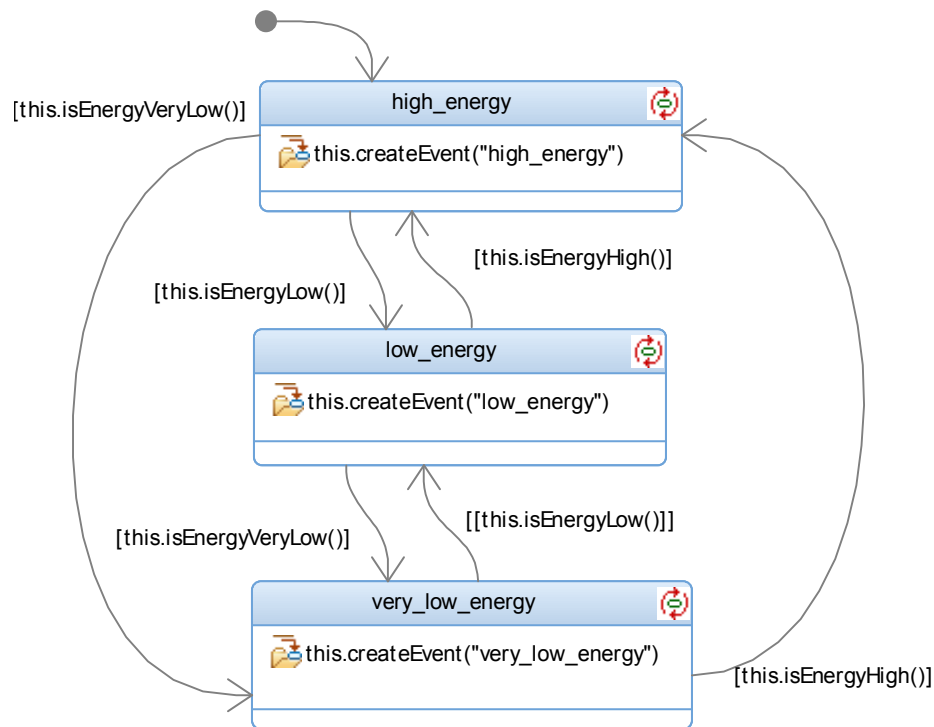 high_energy
[this.isEnergyVeryLow()]
this.createEvent("high_energy")
[this.isEnergyHigh()]
[this.isEnergyLow()]
low_energy
this.createEvent("low_energy")
[[this.isEnergyLow()]]
[this.isEnergyVeryLow()]
very_low_energy
this.createEvent("very_low_energy")
[this.isEnergyHigh()]